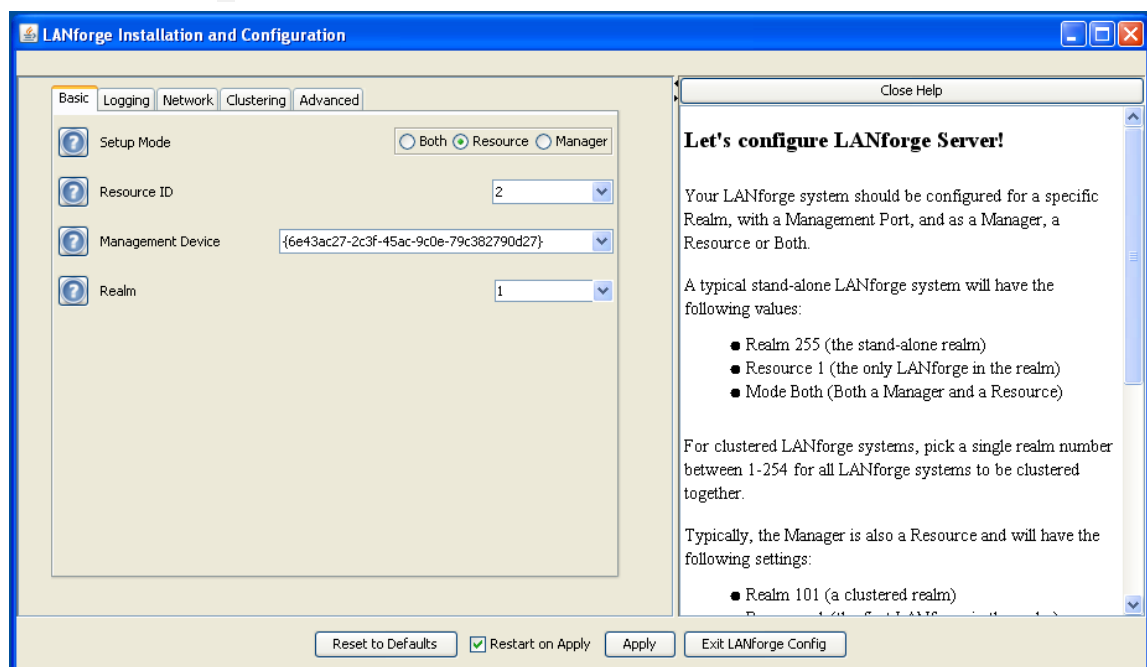 LANforge Installation and Configuration
Basic Logging Network Clustering Advanced
Setup Mode Both Resource Manager
Resource ID 2
Management Device {6e43ac27-2c3f-45ac-9c0e-79c382790d27}
Realm 1
Close Help
Let's configure LANforge Server!
Your LANforge system should be configured for a specific
Realm, with a Management Port, and as a Manager, a
Resource or Both.
A typical stand-alone LANforge system will have the
following values:
Realm 255 (the stand-alone realm)
Resource 1 (the only LANforge in the realm)
Mode Both (Both a Manager and a Resource)
For clustered LANforge systems, pick a single realm number
between 1-254 for all LANforge systems to be clustered
together.
Typically, the Manager is also a Resource and will have the
following settings:
Realm 101 (a clustered realm)
Reset to Defaults Restart on Apply Apply Exit LANforge Config